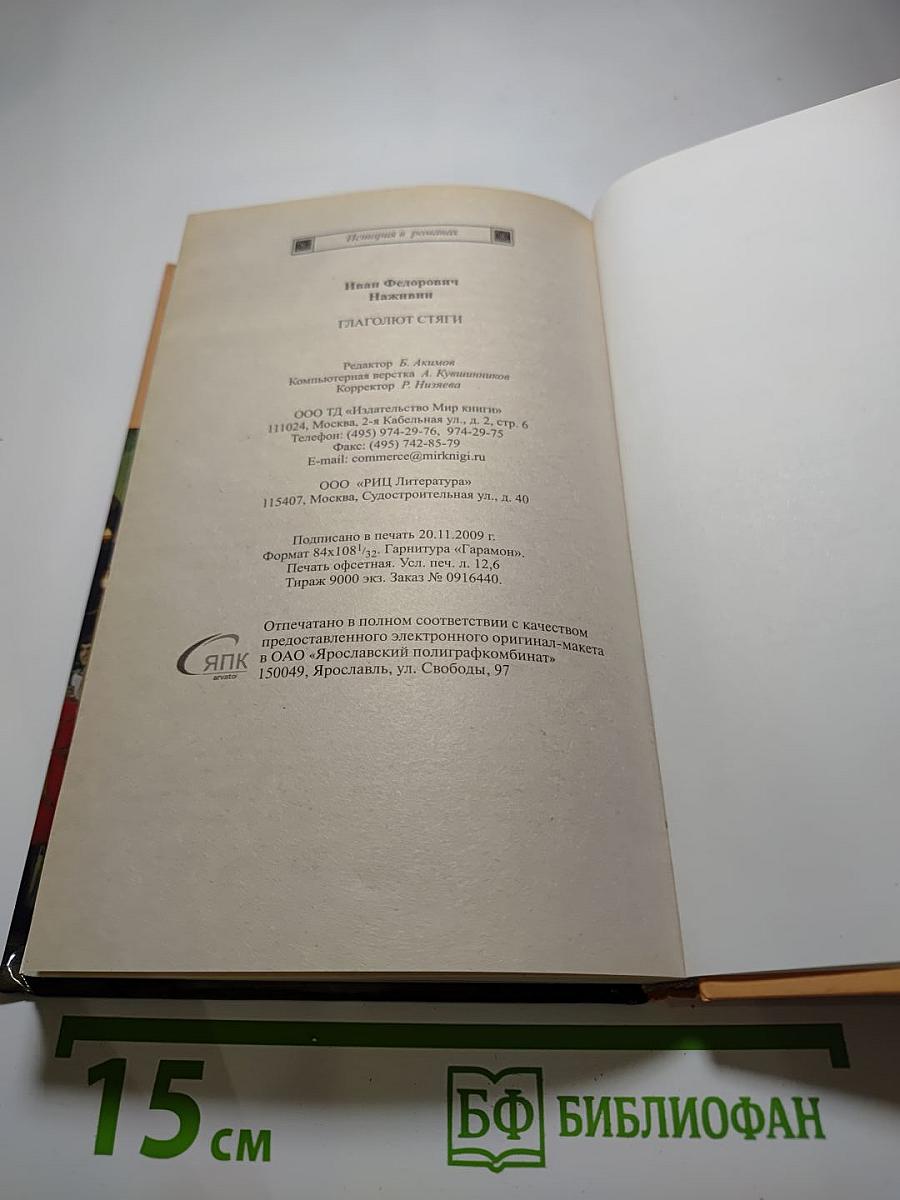 История в романах
Иван Федорович
Наживин
ГЛАГОЛЮТ СТЯГИ
Редактор Б. Акимов
Компьютерная верстка А. Кувшинников
Корректор Р. Низяева
ООО ТД «Издательство Мир книги»
111024, Москва, 2-я Кабельная ул., д. 2, стр. 6
Телефон: (495) 974-29-76, 974-29-75
Факс: (495) 742-85-79
E-mail: commerce@mirknigi.ru
ООО «РИЦ Литература»
115407, Москва, Судостроительная ул., д. 40
Подписано в печать 20.11.2009 г.
Формат 84x108 1/32. Гарнитура «Гарамон».
Печать офсетная. Усл. печ. л. 12,6
Тираж 9000 экз. Заказ № 0916440.
Отпечатано в полном соответствии с качеством
предоставленного электронного оригинал-макета
в ОАО «Ярославский полиграфкомбинат»
150049, Ярославль, ул. Свободы, 97
ЯПК
arvato
15 см
БФ БИБЛИОФАН